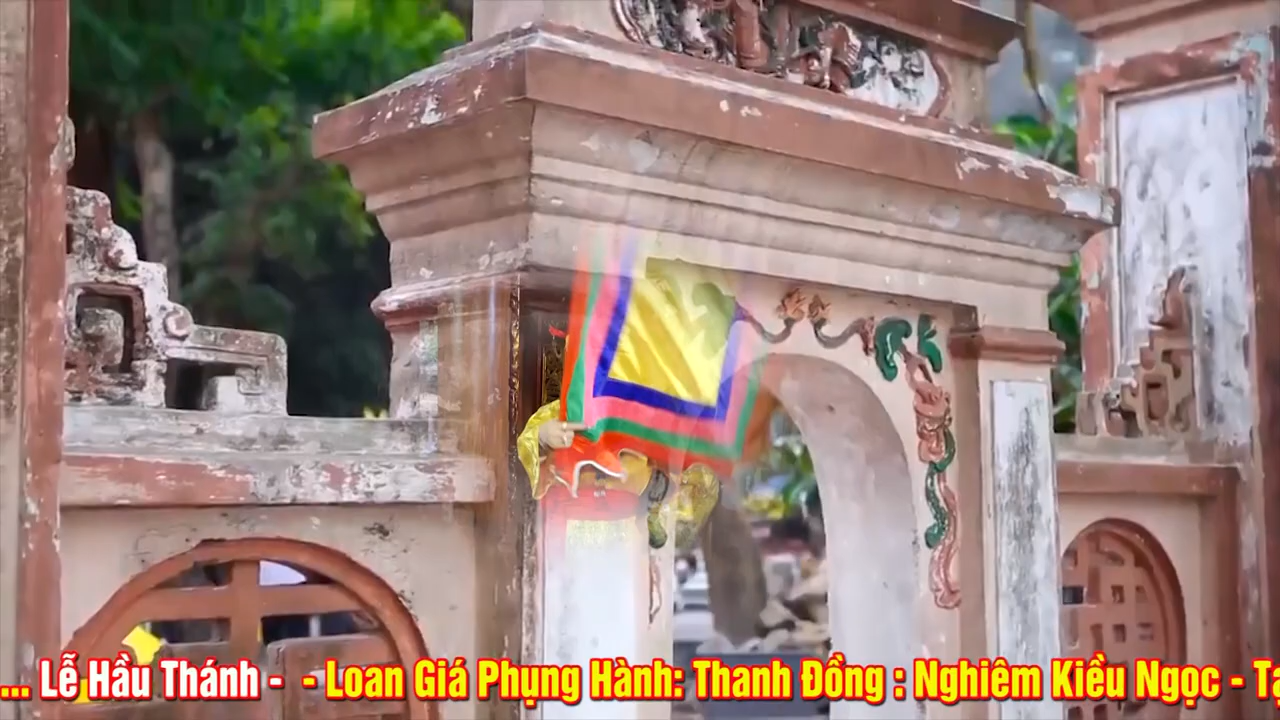 ... Lễ Hầu Thánh -  - Loan Giá Phụng Hành: Thanh Đồng : Nghiêm Kiều Ngọc - Tạ